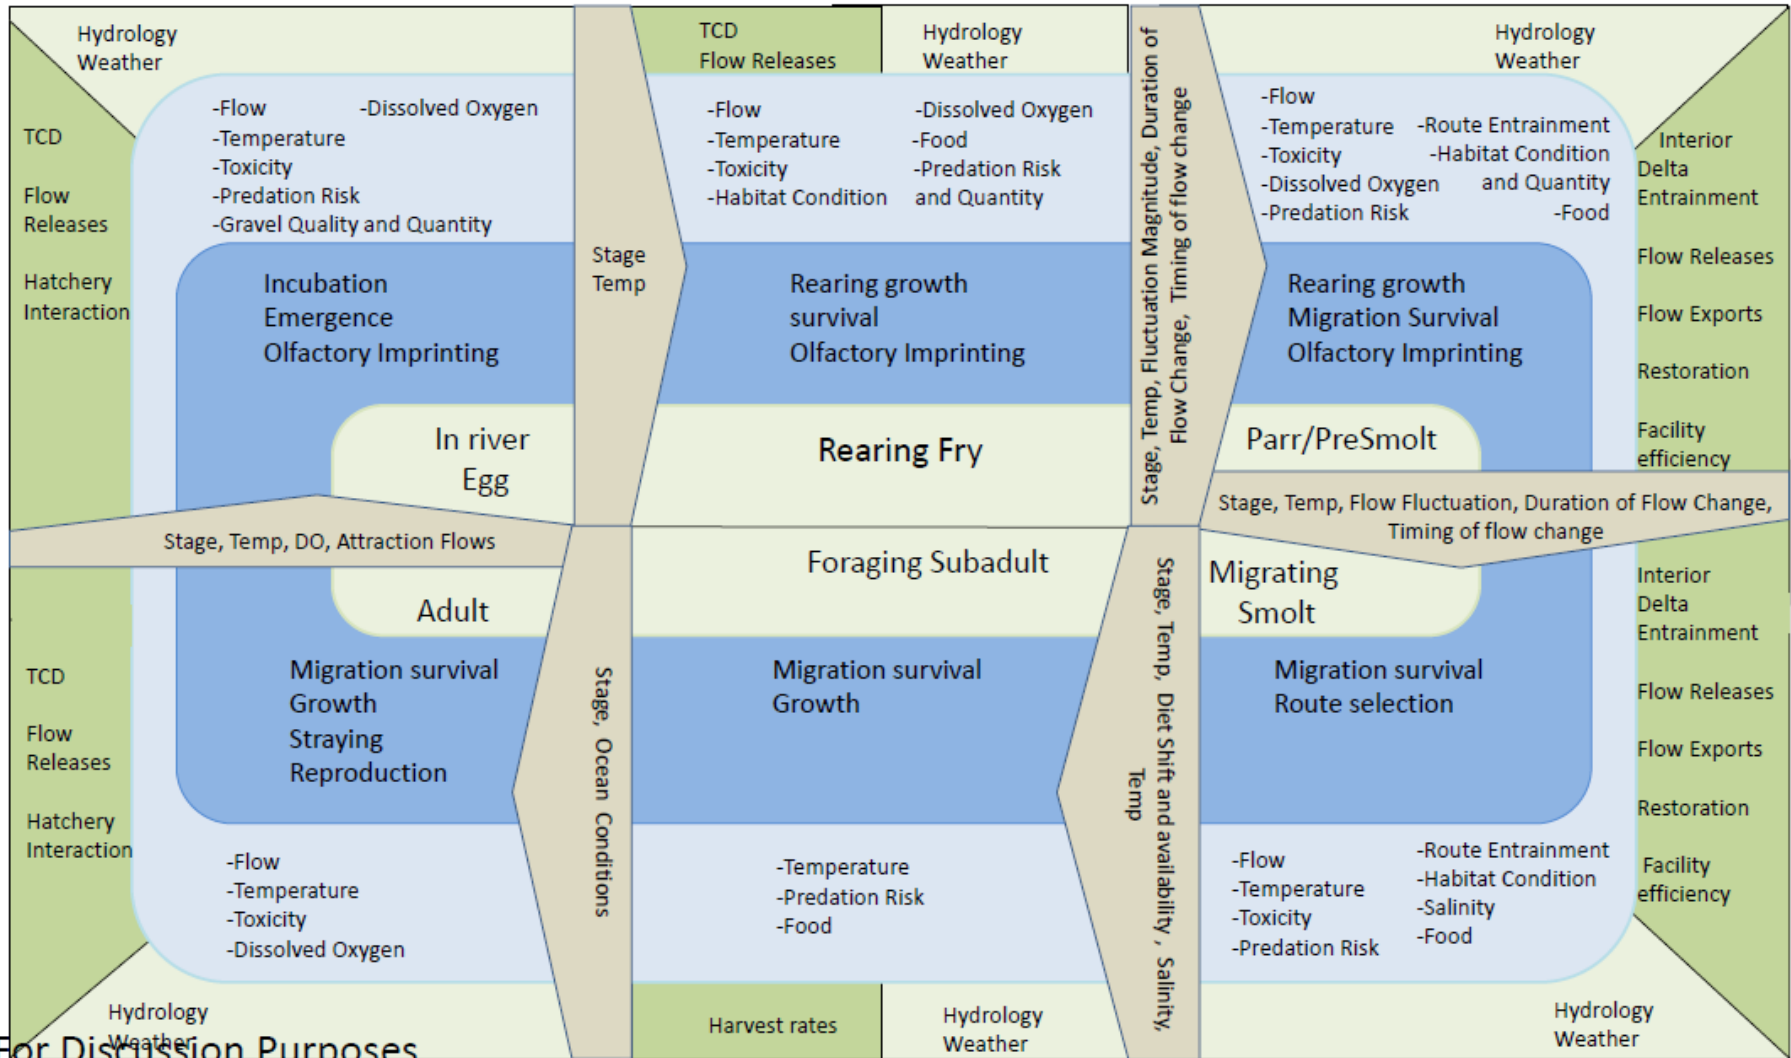 Hydrology
Weather
TCD
Flow Releases
Hydrology
Weather
Hydrology
Weather
TCD
Flow
Releases
Hatchery
Interaction
-Flow
-Dissolved Oxygen
-Temperature
-Toxicity
-Predation Risk
-Gravel Quality and Quantity
Incubation
Emergence
Olfactory Imprinting
In river
Egg
Stage
Temp
-Flow
-Temperature
-Toxicity
-Habitat Condition
-Dissolved Oxygen
-Food
-Predation Risk
and Quantity
Rearing growth
survival
Olfactory Imprinting
Rearing Fry
Stage, Temp, Fluctuation Magnitude, Duration of
Flow Change, Timing of flow change
-Flow
-Temperature
-Toxicity
-Dissolved Oxygen
-Predation Risk
-Route Entrainment
-Habitat Condition
and Quantity
-Food
Rearing growth
Migration Survival
Olfactory Imprinting
Parr/PreSmolt
Interior
Delta
Entrainment
Flow Releases
Flow Exports
Restoration
Facility
efficiency
Stage, Temp, Flow Fluctuation, Duration of Flow Change,
Timing of flow change
Stage, Temp, DO, Attraction Flows
Adult
Migration survival
Growth
Straying
Reproduction
TCD
Flow
Releases
Hatchery
Interaction
-Flow
-Temperature
-Toxicity
-Dissolved Oxygen
Stage, Ocean Conditions
Foraging Subadult
Migration survival
Growth
-Temperature
-Predation Risk
-Food
Stage, Temp, Diet Shift and availability , Salinity,
Temp
Migrating
Smolt
Migration survival
Route selection
-Flow
-Temperature
-Toxicity
-Predation Risk
-Route Entrainment
-Habitat Condition
-Salinity
-Food
Interior
Delta
Entrainment
Flow Releases
Flow Exports
Restoration
Facility
efficiency
Hydrology
Weather
Harvest rates
Hydrology
Weather
Hydrology
Weather
For Discussion Purposes